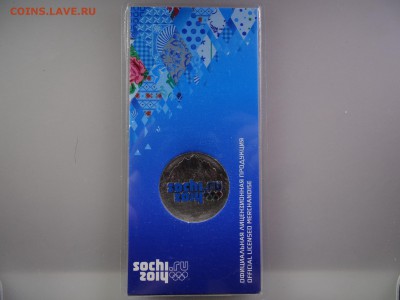 COINS.LAVE.RU
sochi.ru
2014
sochi.ru
2014
ОФИЦИАЛЬНАЯ ЛИЦЕНЗИОННАЯ ПРОДУКЦИЯ
OFFICIAL LICENSED MERCHANDISE